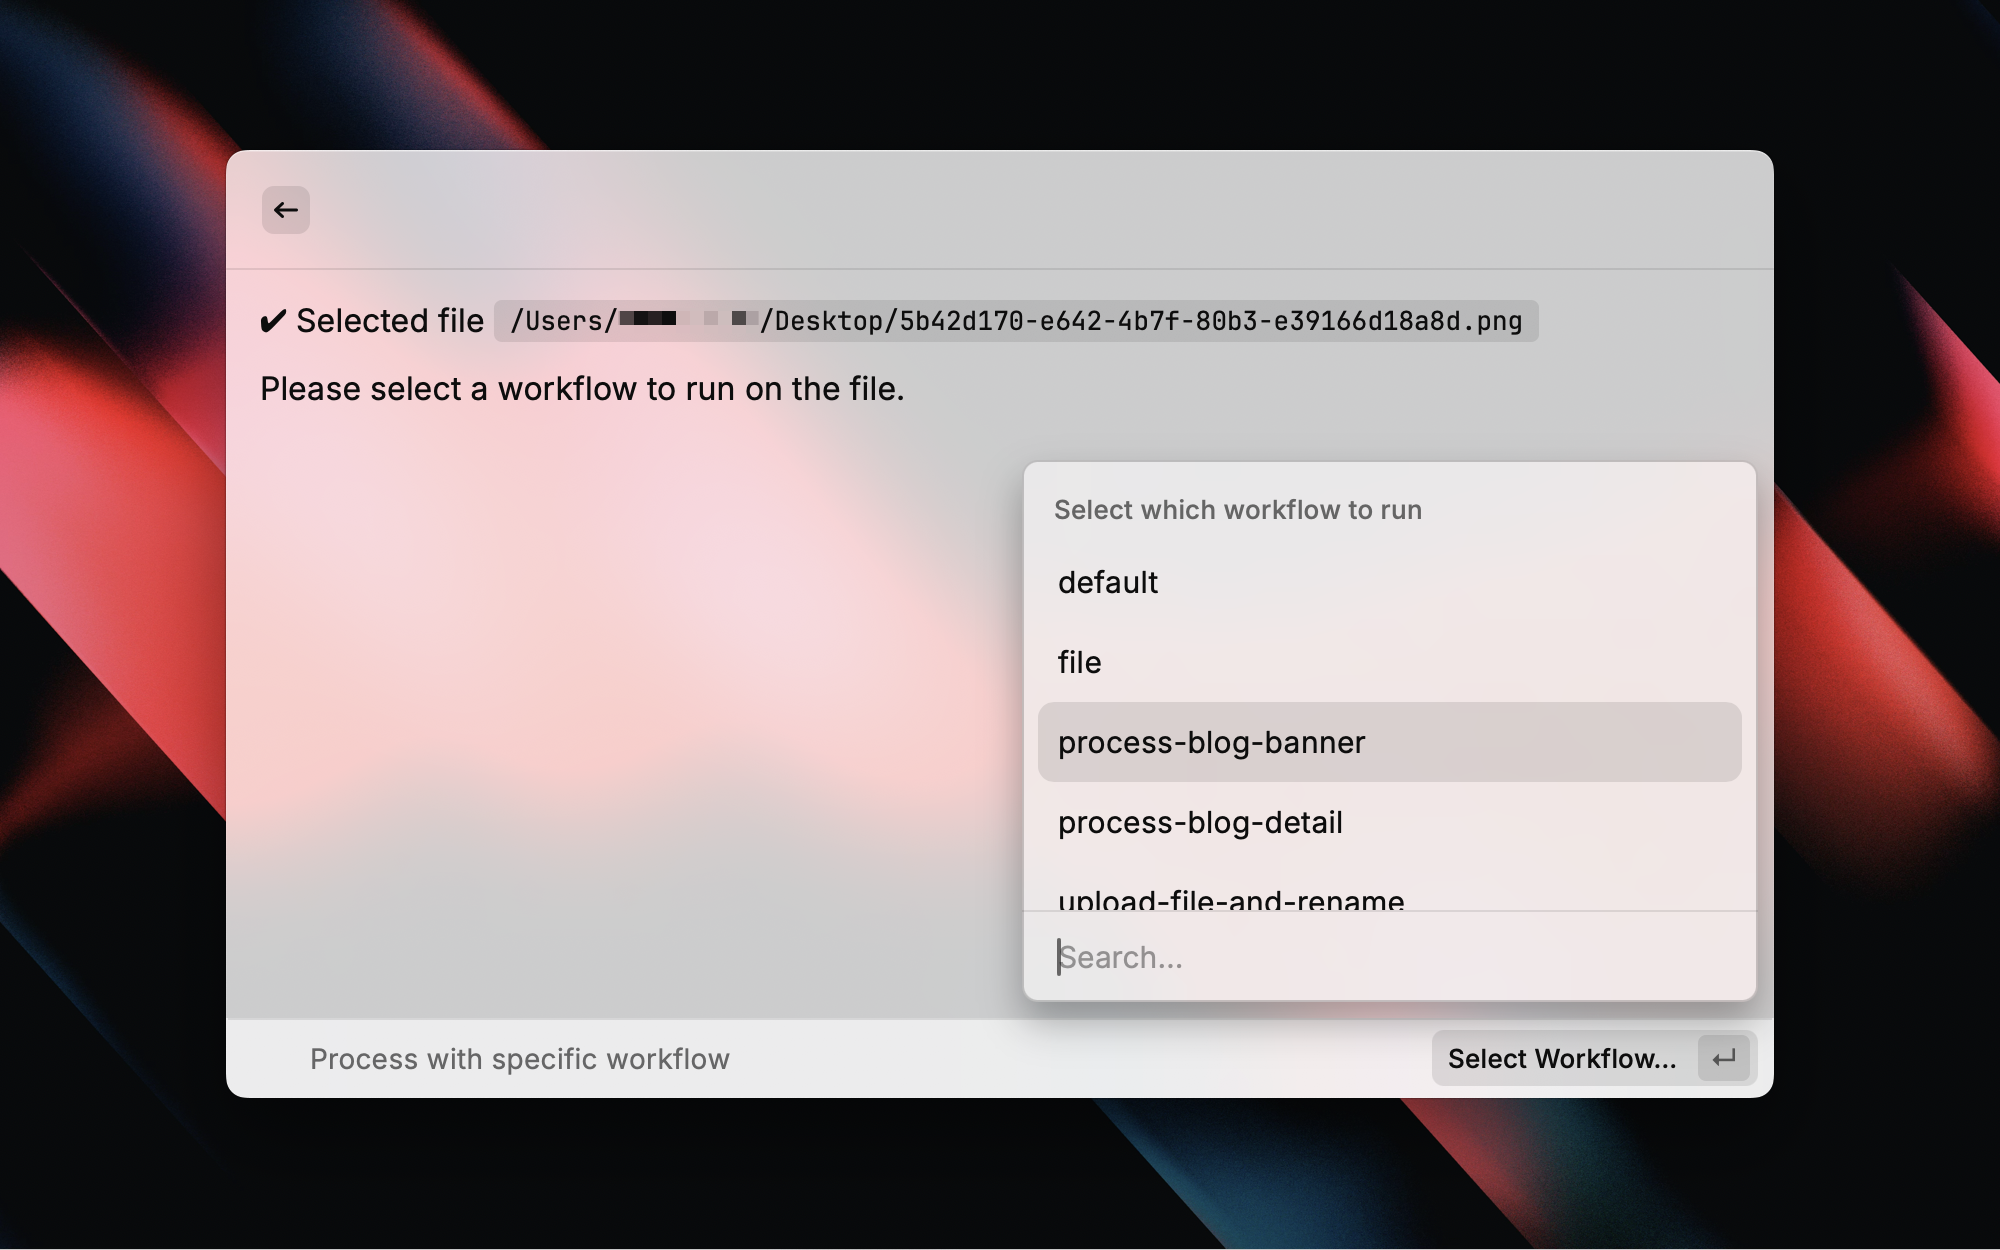 ✔ Selected file /Users/ /Desktop/5b42d170-e642-4b7f-80b3-e39166d18a8d.png
Please select a workflow to run on the file.
Select which workflow to run
default
file
process-blog-banner
process-blog-detail
upload-file-and-rename
Search...
Process with specific workflow
Select Workflow...